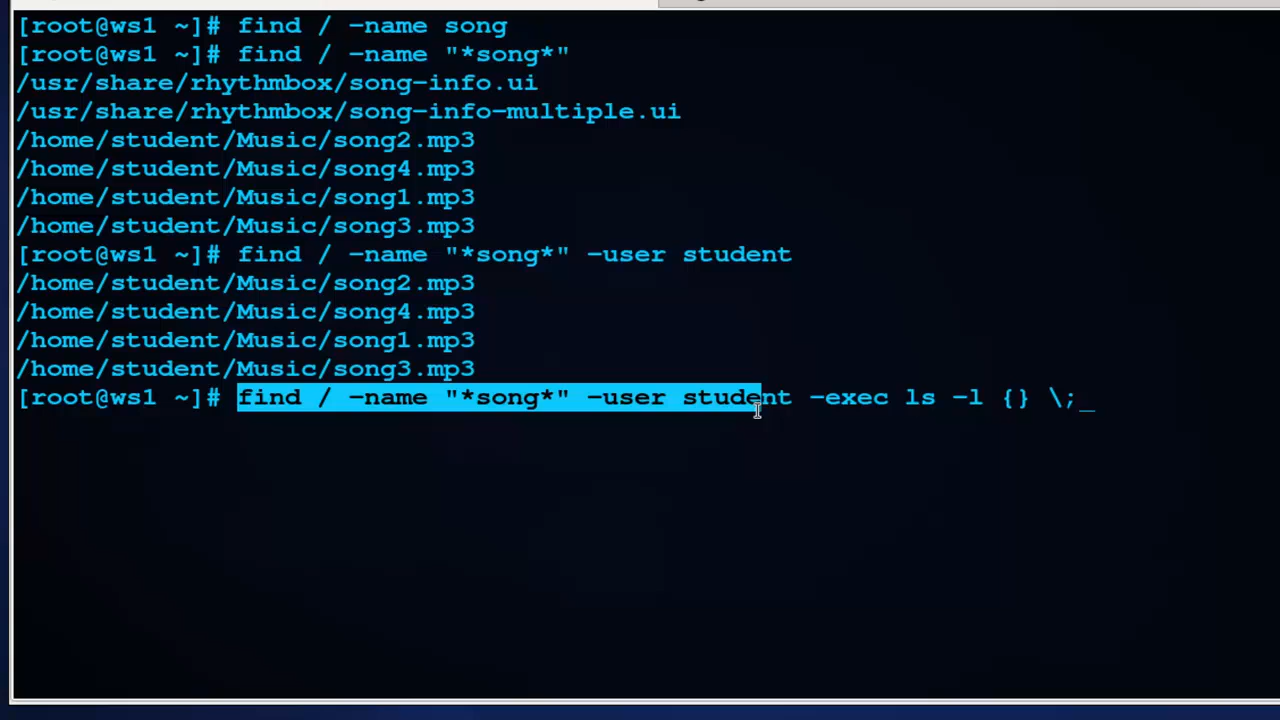 [root@ws1 ~]# find / -name song
[root@ws1 ~]# find / -name "*song*"
/usr/share/rhythmbox/song-info.ui
/usr/share/rhythmbox/song-info-multiple.ui
/home/student/Music/song2.mp3
/home/student/Music/song4.mp3
/home/student/Music/song1.mp3
/home/student/Music/song3.mp3
[root@ws1 ~]# find / -name "*song*" -user student
/home/student/Music/song2.mp3
/home/student/Music/song4.mp3
/home/student/Music/song1.mp3
/home/student/Music/song3.mp3
[root@ws1 ~]# find / -name "*song*" -user student -exec ls -l {} \;_